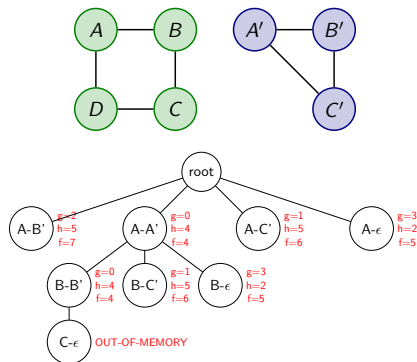 A B A′ B′
D C C′
root
A-B' g=2 h=5 f=7 A-A' g=0 h=4 f=4 A-C' g=1 h=5 f=6 A-ϵ g=3 h=2 f=5
B-B' g=0 h=4 f=4 B-C' g=1 h=5 f=6 B-ϵ g=3 h=2 f=5
C-ϵ OUT-OF-MEMORY